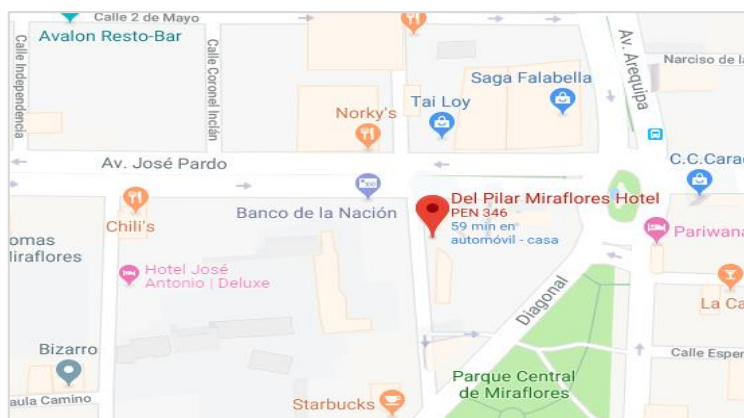 Calle 2 de Mayo
Avalon Resto-Bar
Calle Independencia
Calle Coronel Inclán
Av. Arequipa
Narciso de la
Saga Falabella
Tai Loy
Norky's
Av. José Pardo
C.C.Cara
Banco de la Nación
Del Pilar Miraflores Hotel
PEN 346
59 min en
automóvil - casa
Chili's
Pariwana
omas
Miraflores
Hotel José
Antonio | Deluxe
Diagonal
La Ca
Bizarro
Calle Esper
Parque Central
de Miraflores
aula Camino
Starbucks